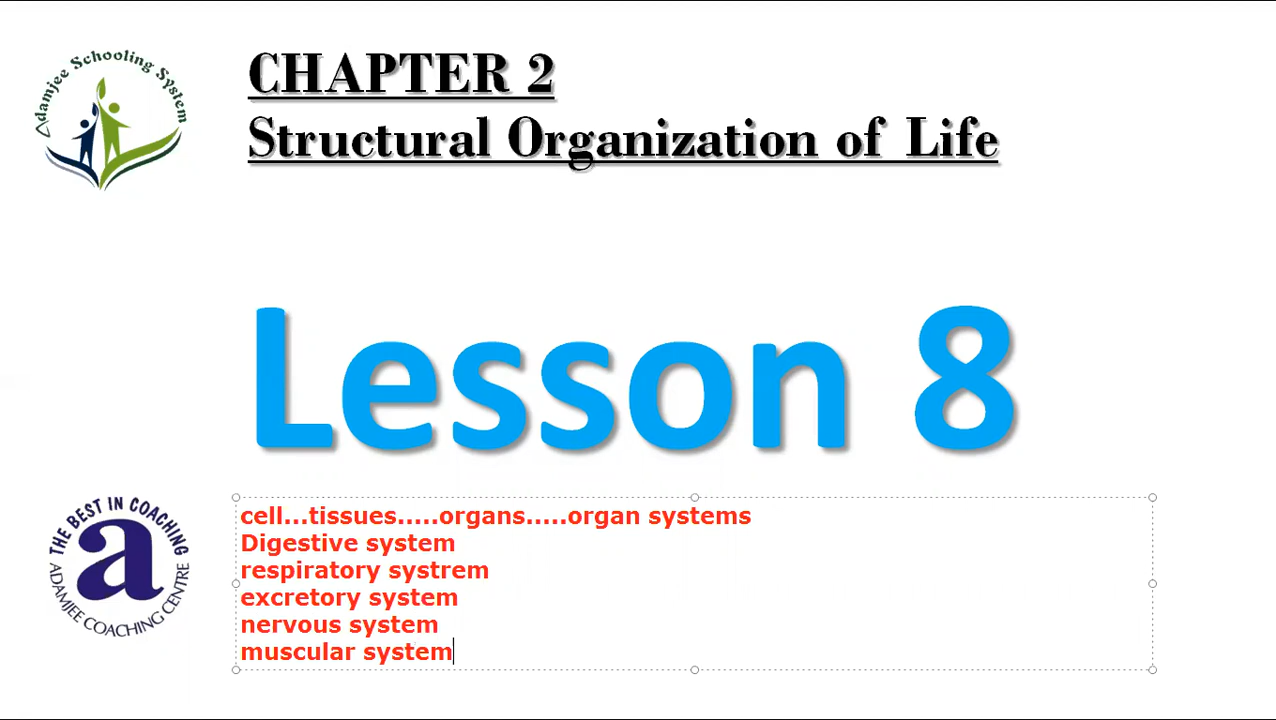 Adamjee Schooling System
CHAPTER 2
Structural Organization of Life
Lesson 8
THE BEST IN COACHING
a
ADAMJEE COACHING CENTRE
cell...tissues.....organs.....organ systems
Digestive system
respiratory systrem
excretory system
nervous system
muscular system